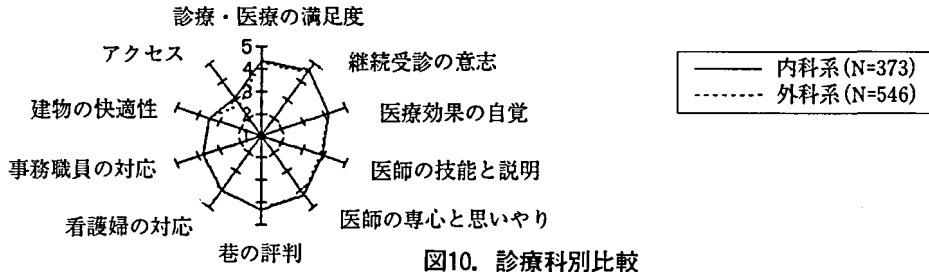 診療・医療の満足度
アクセス
継続受診の意志
建物の快適性
医療効果の自覚
事務職員の対応
医師の技能と説明
看護婦の対応
医師の専心と思いやり
巷の評判
5
4
3
2
内科系(N=373)
外科系(N=546)
図10. 診療科別比較